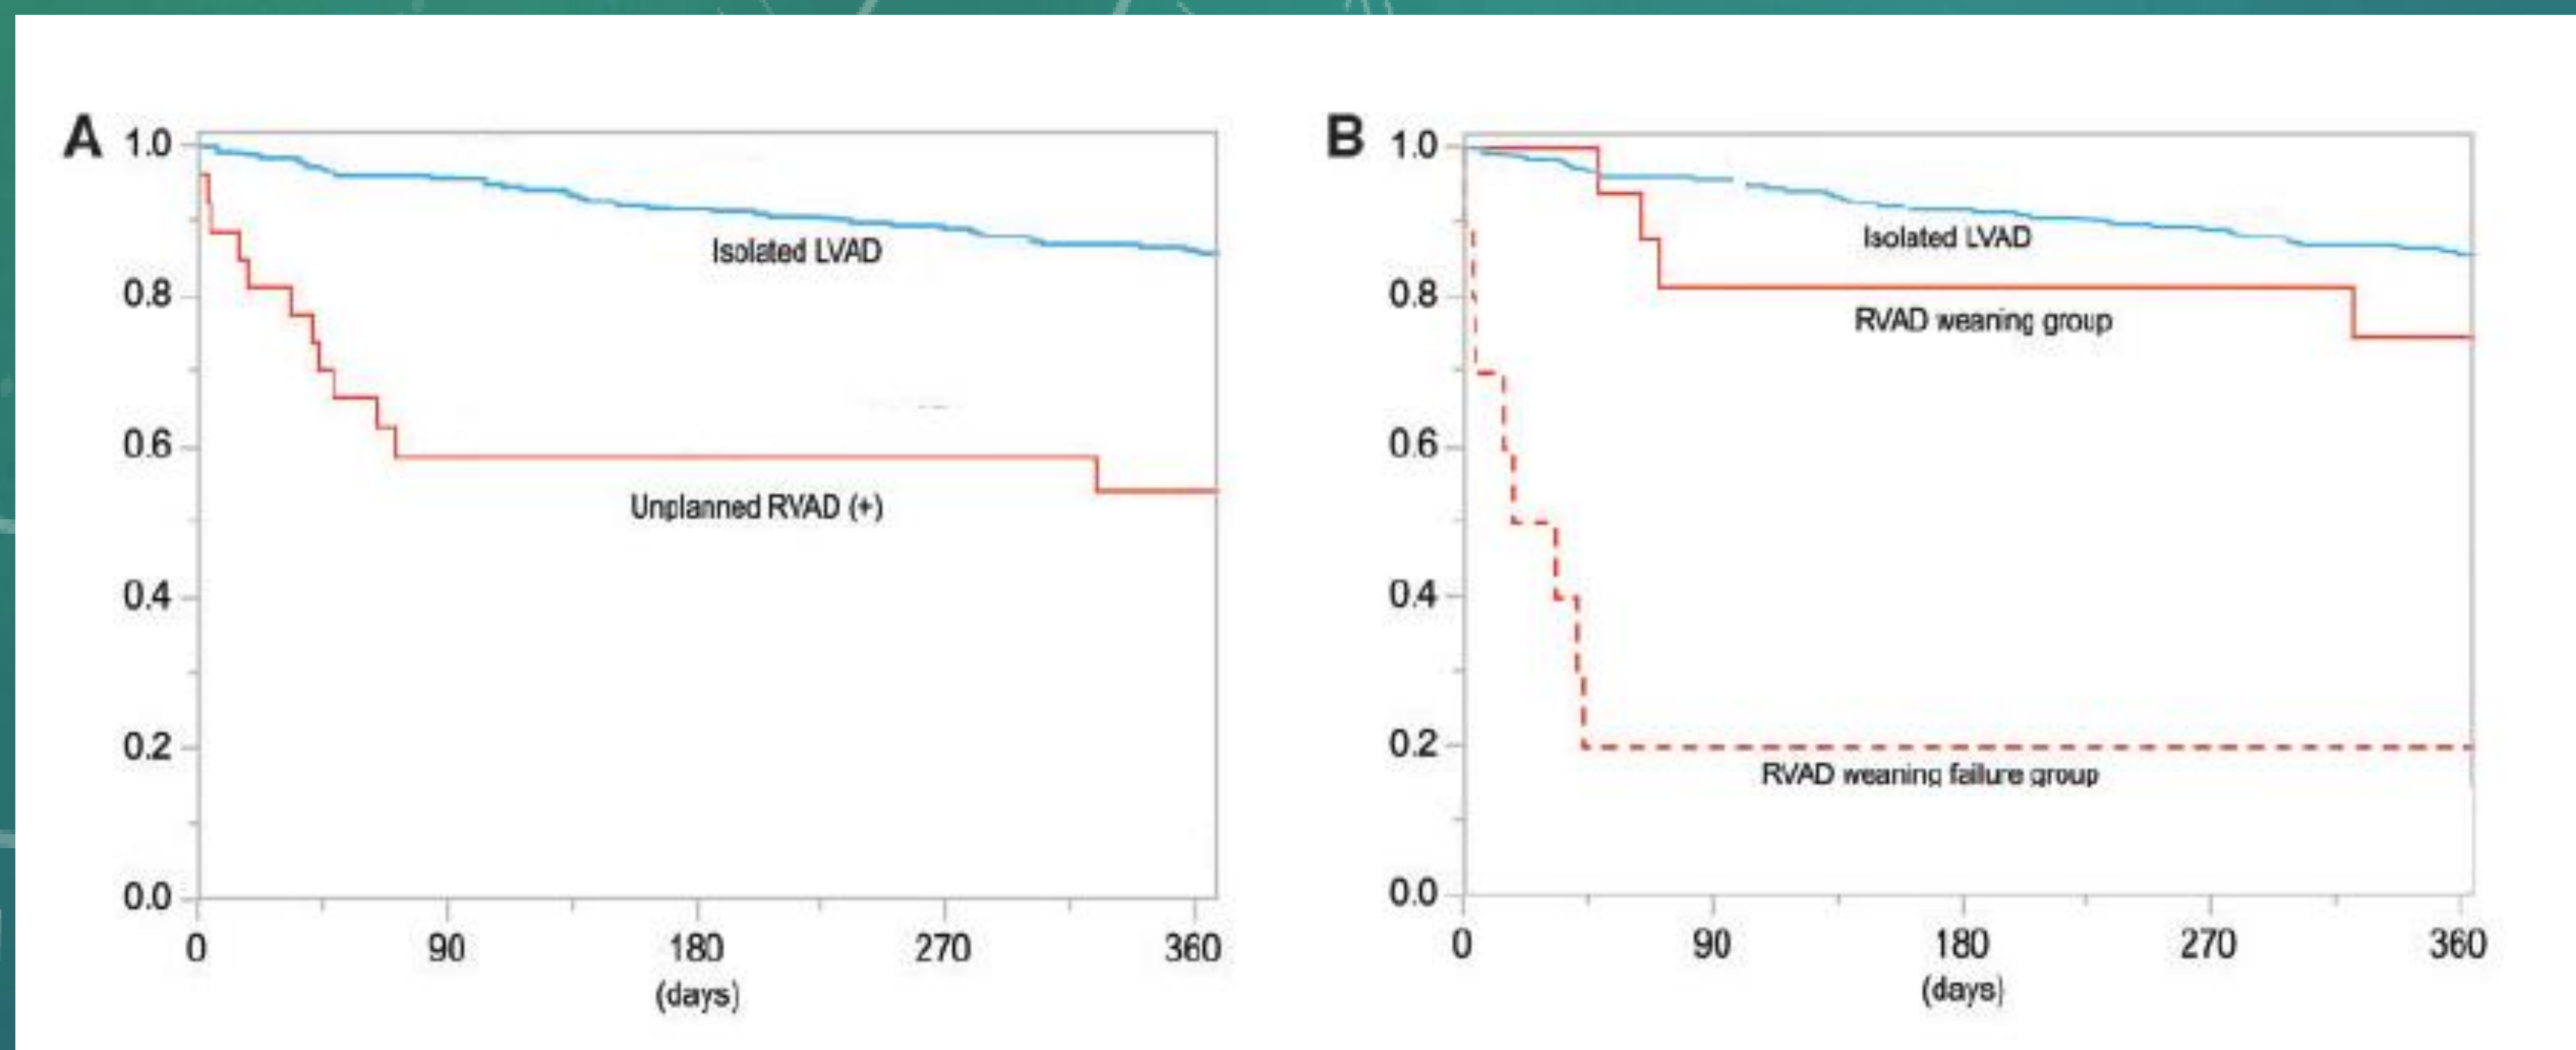 A
1.0
0.8
0.6
0.4
0.2
0.0
0 90 180 270 360
(days)
Isolated LVAD
Unplanned RVAD (+)
B
1.0
0.8
0.6
0.4
0.2
0.0
0 90 180 270 360
(days)
Isolated LVAD
RVAD weaning group
RVAD weaning failure group